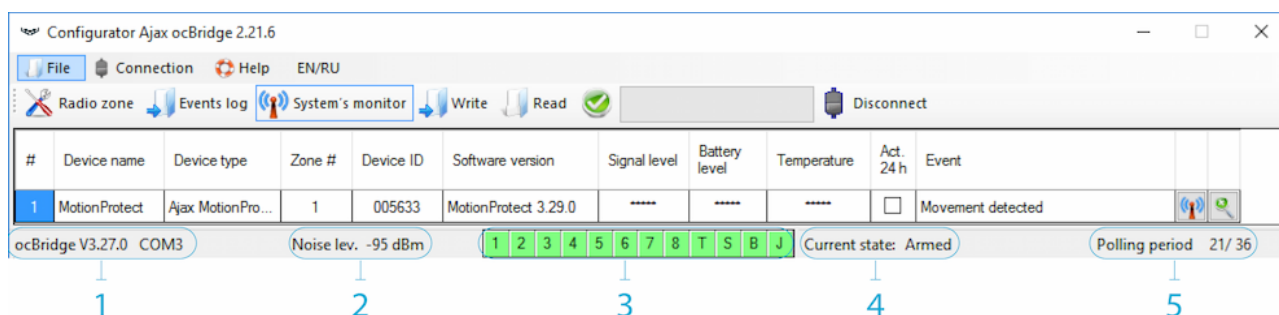 Configurator Ajax ocBridge 2.21.6
File Connection Help EN/RU
Radio zone Events log System's monitor Write Read Disconnect
# Device name Device type Zone # Device ID Software version Signal level Battery level Temperature Act. 24 h Event
1 MotionProtect Ajax MotionPro... 1 005633 MotionProtect 3.29.0 ***** ***** ***** Movement detected
ocBridge V3.27.0 COM3 Noise lev. -95 dBm 1 2 3 4 5 6 7 8 T S B J Current state: Armed Polling period 21/ 36
1 2 3 4 5